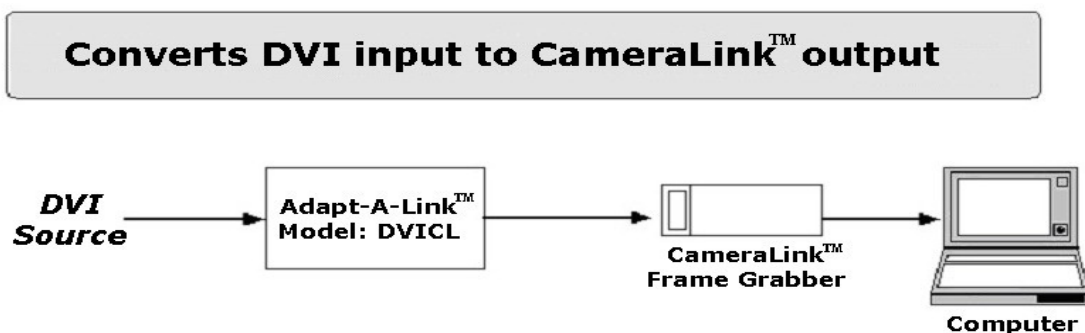 Converts DVI input to CameraLink™ output
DVI
Source
Adapt-A-Link™
Model: DVICL
CameraLink™
Frame Grabber
Computer